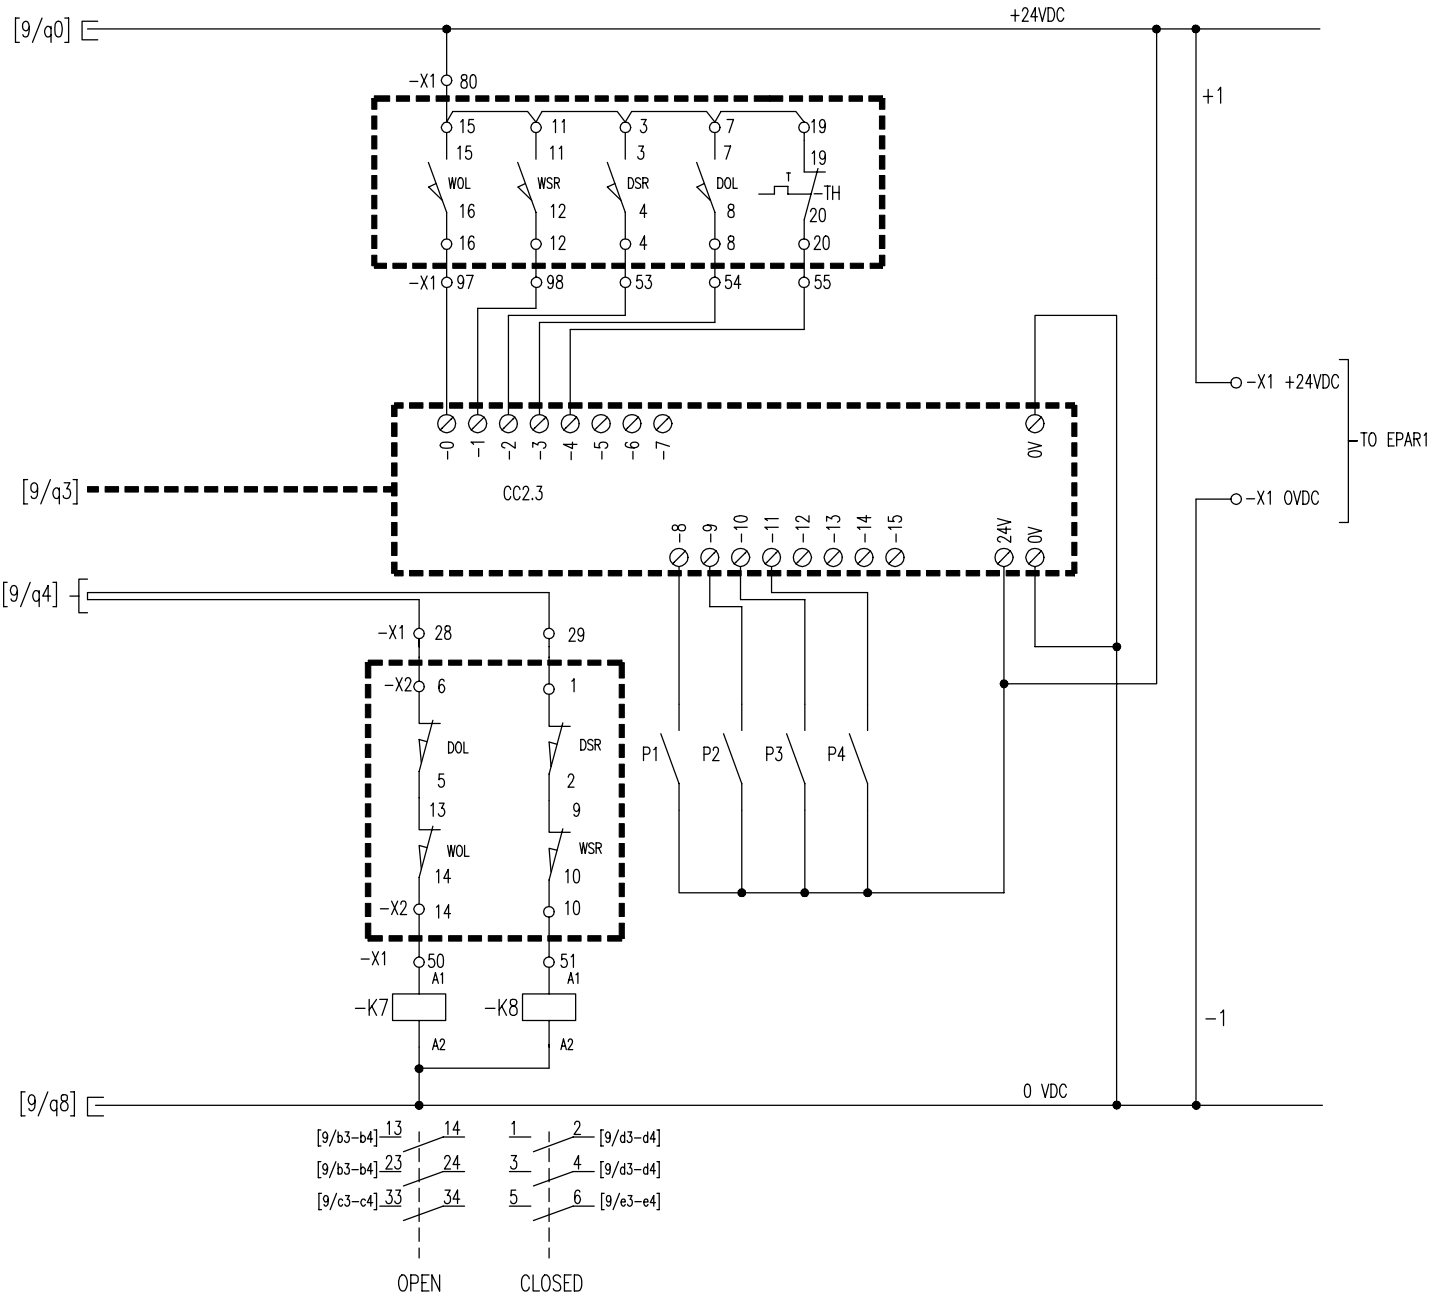 [9/q0]
+24VDC
-X1 80
+1
15 11 3 7 19
15 11 3 7 19
WOL WSR DSR DOL T -TH
16 12 4 8 20
16 12 4 8 20
-X1 97 98 53 54 55
-X1 +24VDC
TO EPAR1
-X1 0VDC
-0 -1 -2 -3 -4 -5 -6 -7 0V
[9/q3]
CC2.3
-8 -9 -10 -11 -12 -13 -14 -15 24V 0V
[9/q4]
-X1 28 29
-X2 6 1
DOL DSR
P1 P2 P3 P4
5 2
13 9
WOL WSR
14 10
-X2 14 10
-X1 50 51
A1 A1
-K7 -K8
A2 A2
-1
[9/q8]
0 VDC
[9/b3-b4] 13 14 1 2 [9/d3-d4]
[9/b3-b4] 23 24 3 4 [9/d3-d4]
[9/c3-c4] 33 34 5 6 [9/e3-e4]
OPEN CLOSED